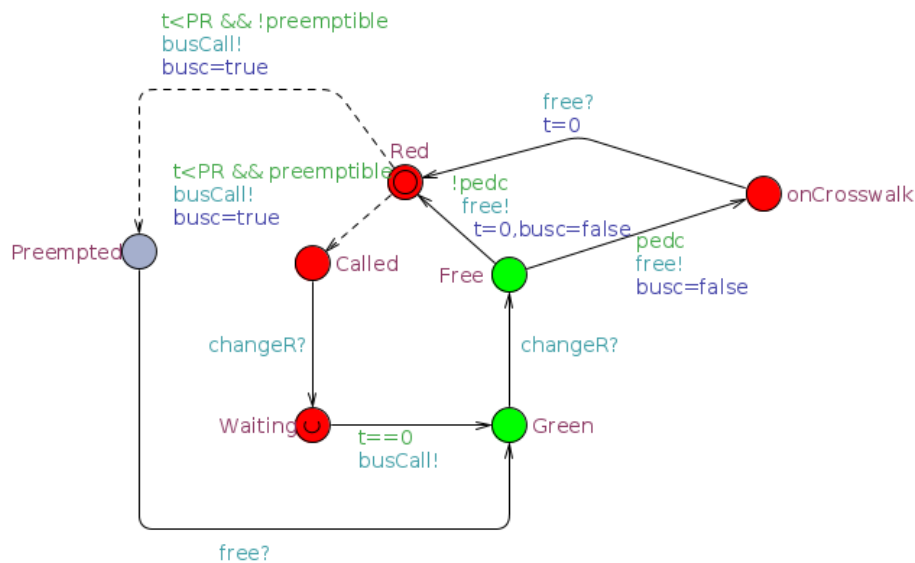 t<PR && !preemptible
busCall!
busc=true
free?
t=0
Red
t<PR && preemptible
busCall!
busc=true
!pedc
free!
t=0,busc=false
onCrosswalk
pedc
free!
busc=false
Preempted
Called
Free
changeR?
changeR?
Waiting
t==0
busCall!
Green
free?